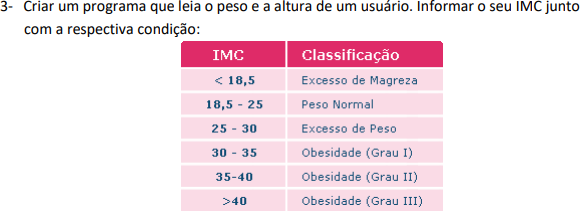 3- Criar um programa que leia o peso e a altura de um usuário. Informar o seu IMC junto
com a respectiva condição:
IMC Classificação
< 18,5 Excesso de Magreza
18,5 - 25 Peso Normal
25 - 30 Excesso de Peso
30 - 35 Obesidade (Grau I)
35-40 Obesidade (Grau II)
>40 Obesidade (Grau III)